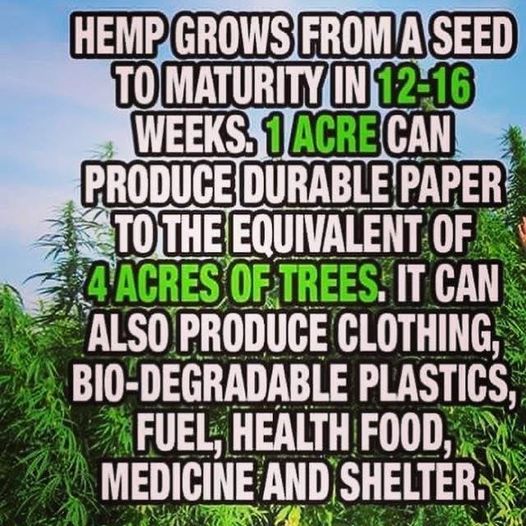 HEMP GROWS FROM A SEED
TO MATURITY IN 12-16
WEEKS. 1 ACRE CAN
PRODUCE DURABLE PAPER
TO THE EQUIVALENT OF
4 ACRES OF TREES. IT CAN
ALSO PRODUCE CLOTHING,
BIO-DEGRADABLE PLASTICS,
FUEL, HEALTH FOOD,
MEDICINE AND SHELTER.